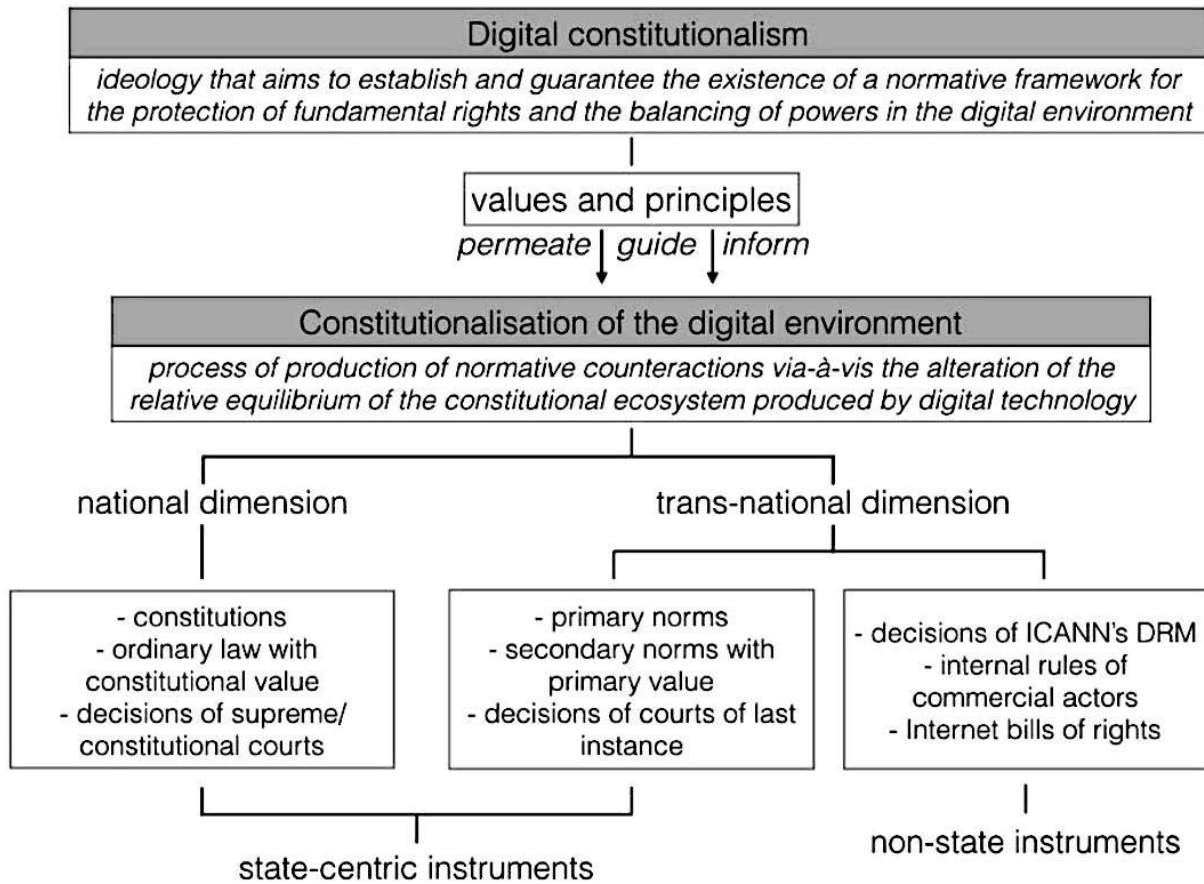 Digital constitutionalism
ideology that aims to establish and guarantee the existence of a normative framework for
the protection of fundamental rights and the balancing of powers in the digital environment
values and principles
permeate guide inform
Constitutionalisation of the digital environment
process of production of normative counteractions via-à-vis the alteration of the
relative equilibrium of the constitutional ecosystem produced by digital technology
national dimension
trans-national dimension
- constitutions
- ordinary law with
constitutional value
- decisions of supreme/
constitutional courts
- primary norms
- secondary norms with
primary value
- decisions of courts of last
instance
- decisions of ICANN's DRM
- internal rules of
commercial actors
- Internet bills of rights
state-centric instruments
non-state instruments